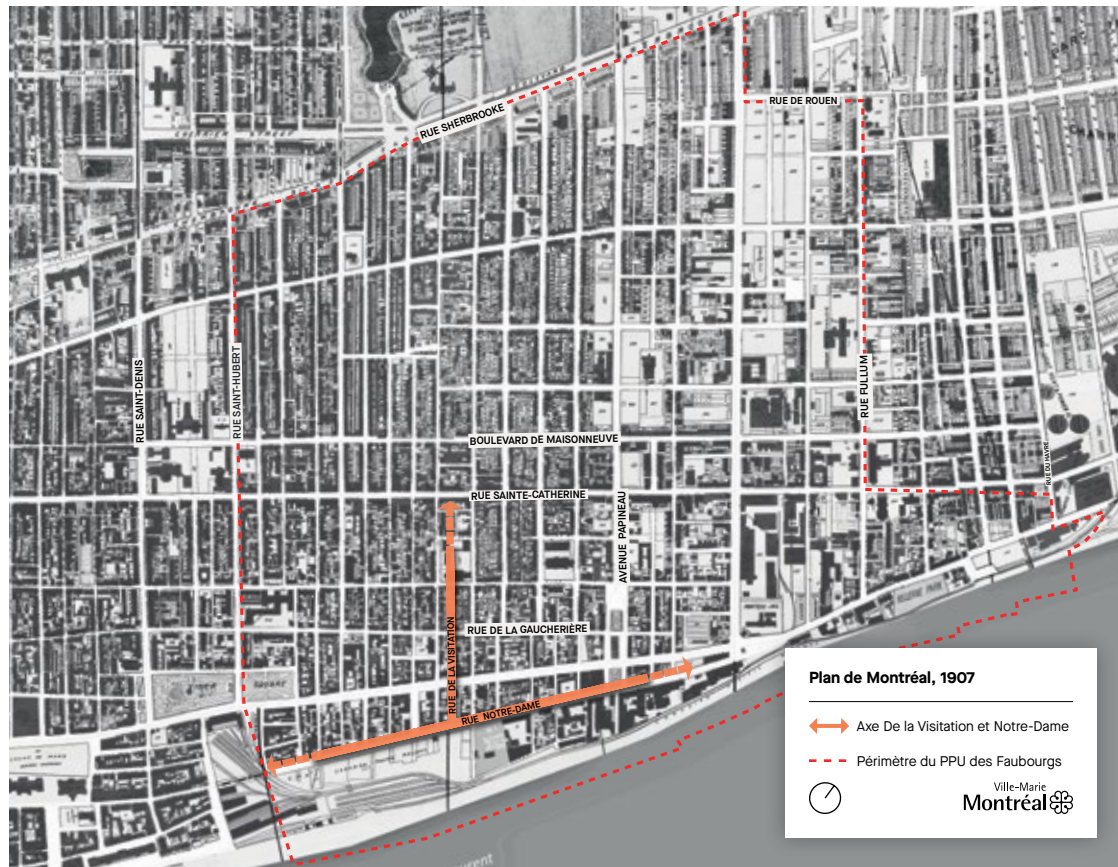 RUE DE ROUEN
RUE SHERBROOKE
RUE SAINT-DENIS
RUE SAINT-HUBERT
RUE FULLUM
BOULEVARD DE MAISONNEUVE
RUE SAINTE-CATHERINE
RUE DU HAVRE
AVENUE PAPINEAU
RUE DE LA GAUCHERIÈRE
RUE DE LA VISITATION
RUE NOTRE-DAME
Plan de Montréal, 1907
Axe De la Visitation et Notre-Dame
Périmètre du PPU des Faubourgs
Ville-Marie
Montréal